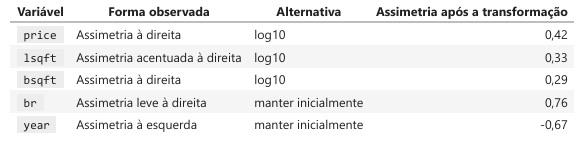 Variável Forma observada Alternativa Assimetria após a transformação
price Assimetria à direita log10 0,42
lsqft Assimetria acentuada à direita log10 0,33
bsqft Assimetria à direita log10 0,29
br Assimetria leve à direita manter inicialmente 0,76
year Assimetria à esquerda manter inicialmente -0,67